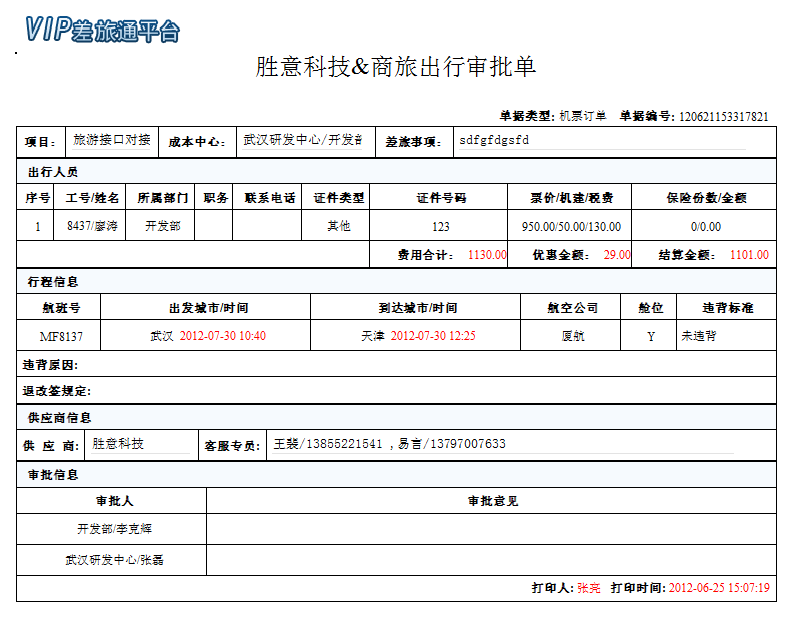 VIP差旅通平台
胜意科技&商旅出行审批单
单据类型: 机票订单 单据编号: 120621153317821
项目: 旅游接口对接 成本中心: 武汉研发中心/开发部 差旅事项: sdfgfdgsfd
出行人员
序号 工号/姓名 所属部门 职务 联系电话 证件类型 证件号码 票价/机建/税费 保险份数/金额
1 8437/廖涛 开发部 其他 123 950.00/50.00/130.00 0/0.00
费用合计: 1130.00 优惠金额: 29.00 结算金额: 1101.00
行程信息
航班号 出发城市/时间 到达城市/时间 航空公司 舱位 违背标准
MF8137 武汉 2012-07-30 10:40 天津 2012-07-30 12:25 厦航 Y 未违背
违背原因:
退改签规定:
供应商信息
供 应 商: 胜意科技 客服专员: 王裴/13855221541 ,易言/13797007633
审批信息
审批人 审批意见
开发部/李克辉
武汉研发中心/张磊
打印人: 张亮 打印时间: 2012-06-25 15:07:19